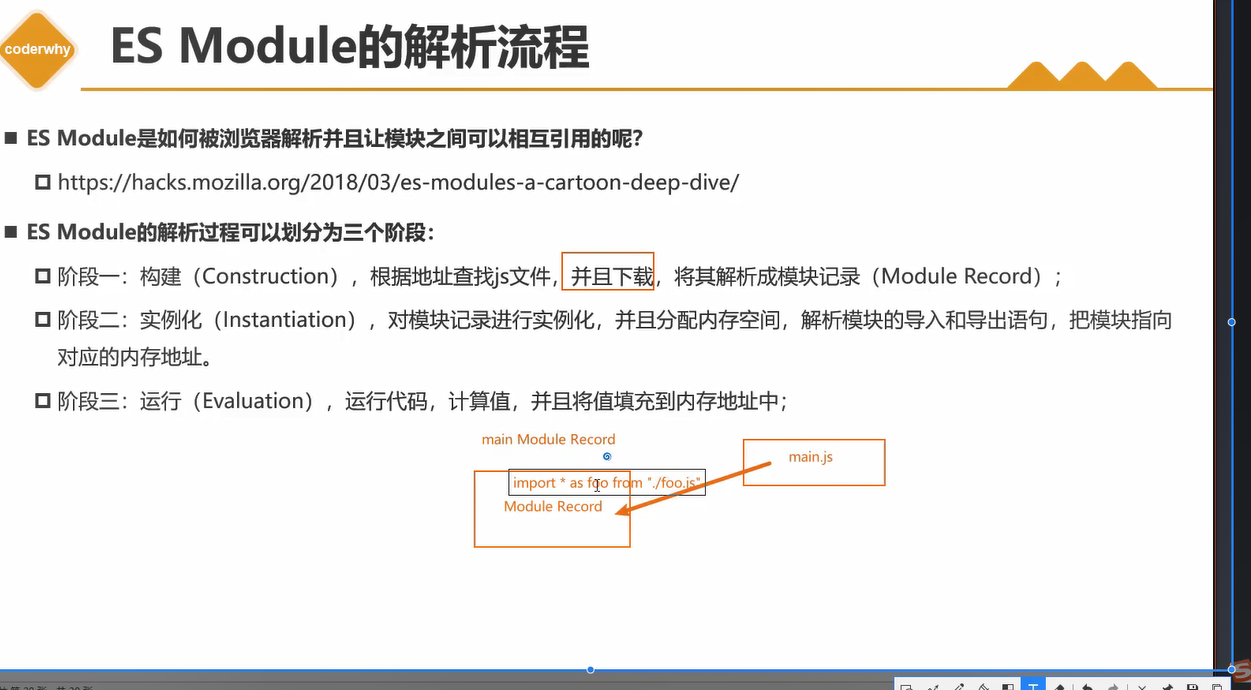 coderwhy
ES Module的解析流程
ES Module是如何被浏览器解析并且让模块之间可以相互引用的呢？
https://hacks.mozilla.org/2018/03/es-modules-a-cartoon-deep-dive/
ES Module的解析过程可以划分为三个阶段：
阶段一：构建（Construction），根据地址查找js文件，并且下载，将其解析成模块记录（Module Record）；
阶段二：实例化（Instantiation），对模块记录进行实例化，并且分配内存空间，解析模块的导入和导出语句，把模块指向
对应的内存地址。
阶段三：运行（Evaluation），运行代码，计算值，并且将值填充到内存地址中；
main Module Record
main.js
import * as foo from "./foo.js"
Module Record